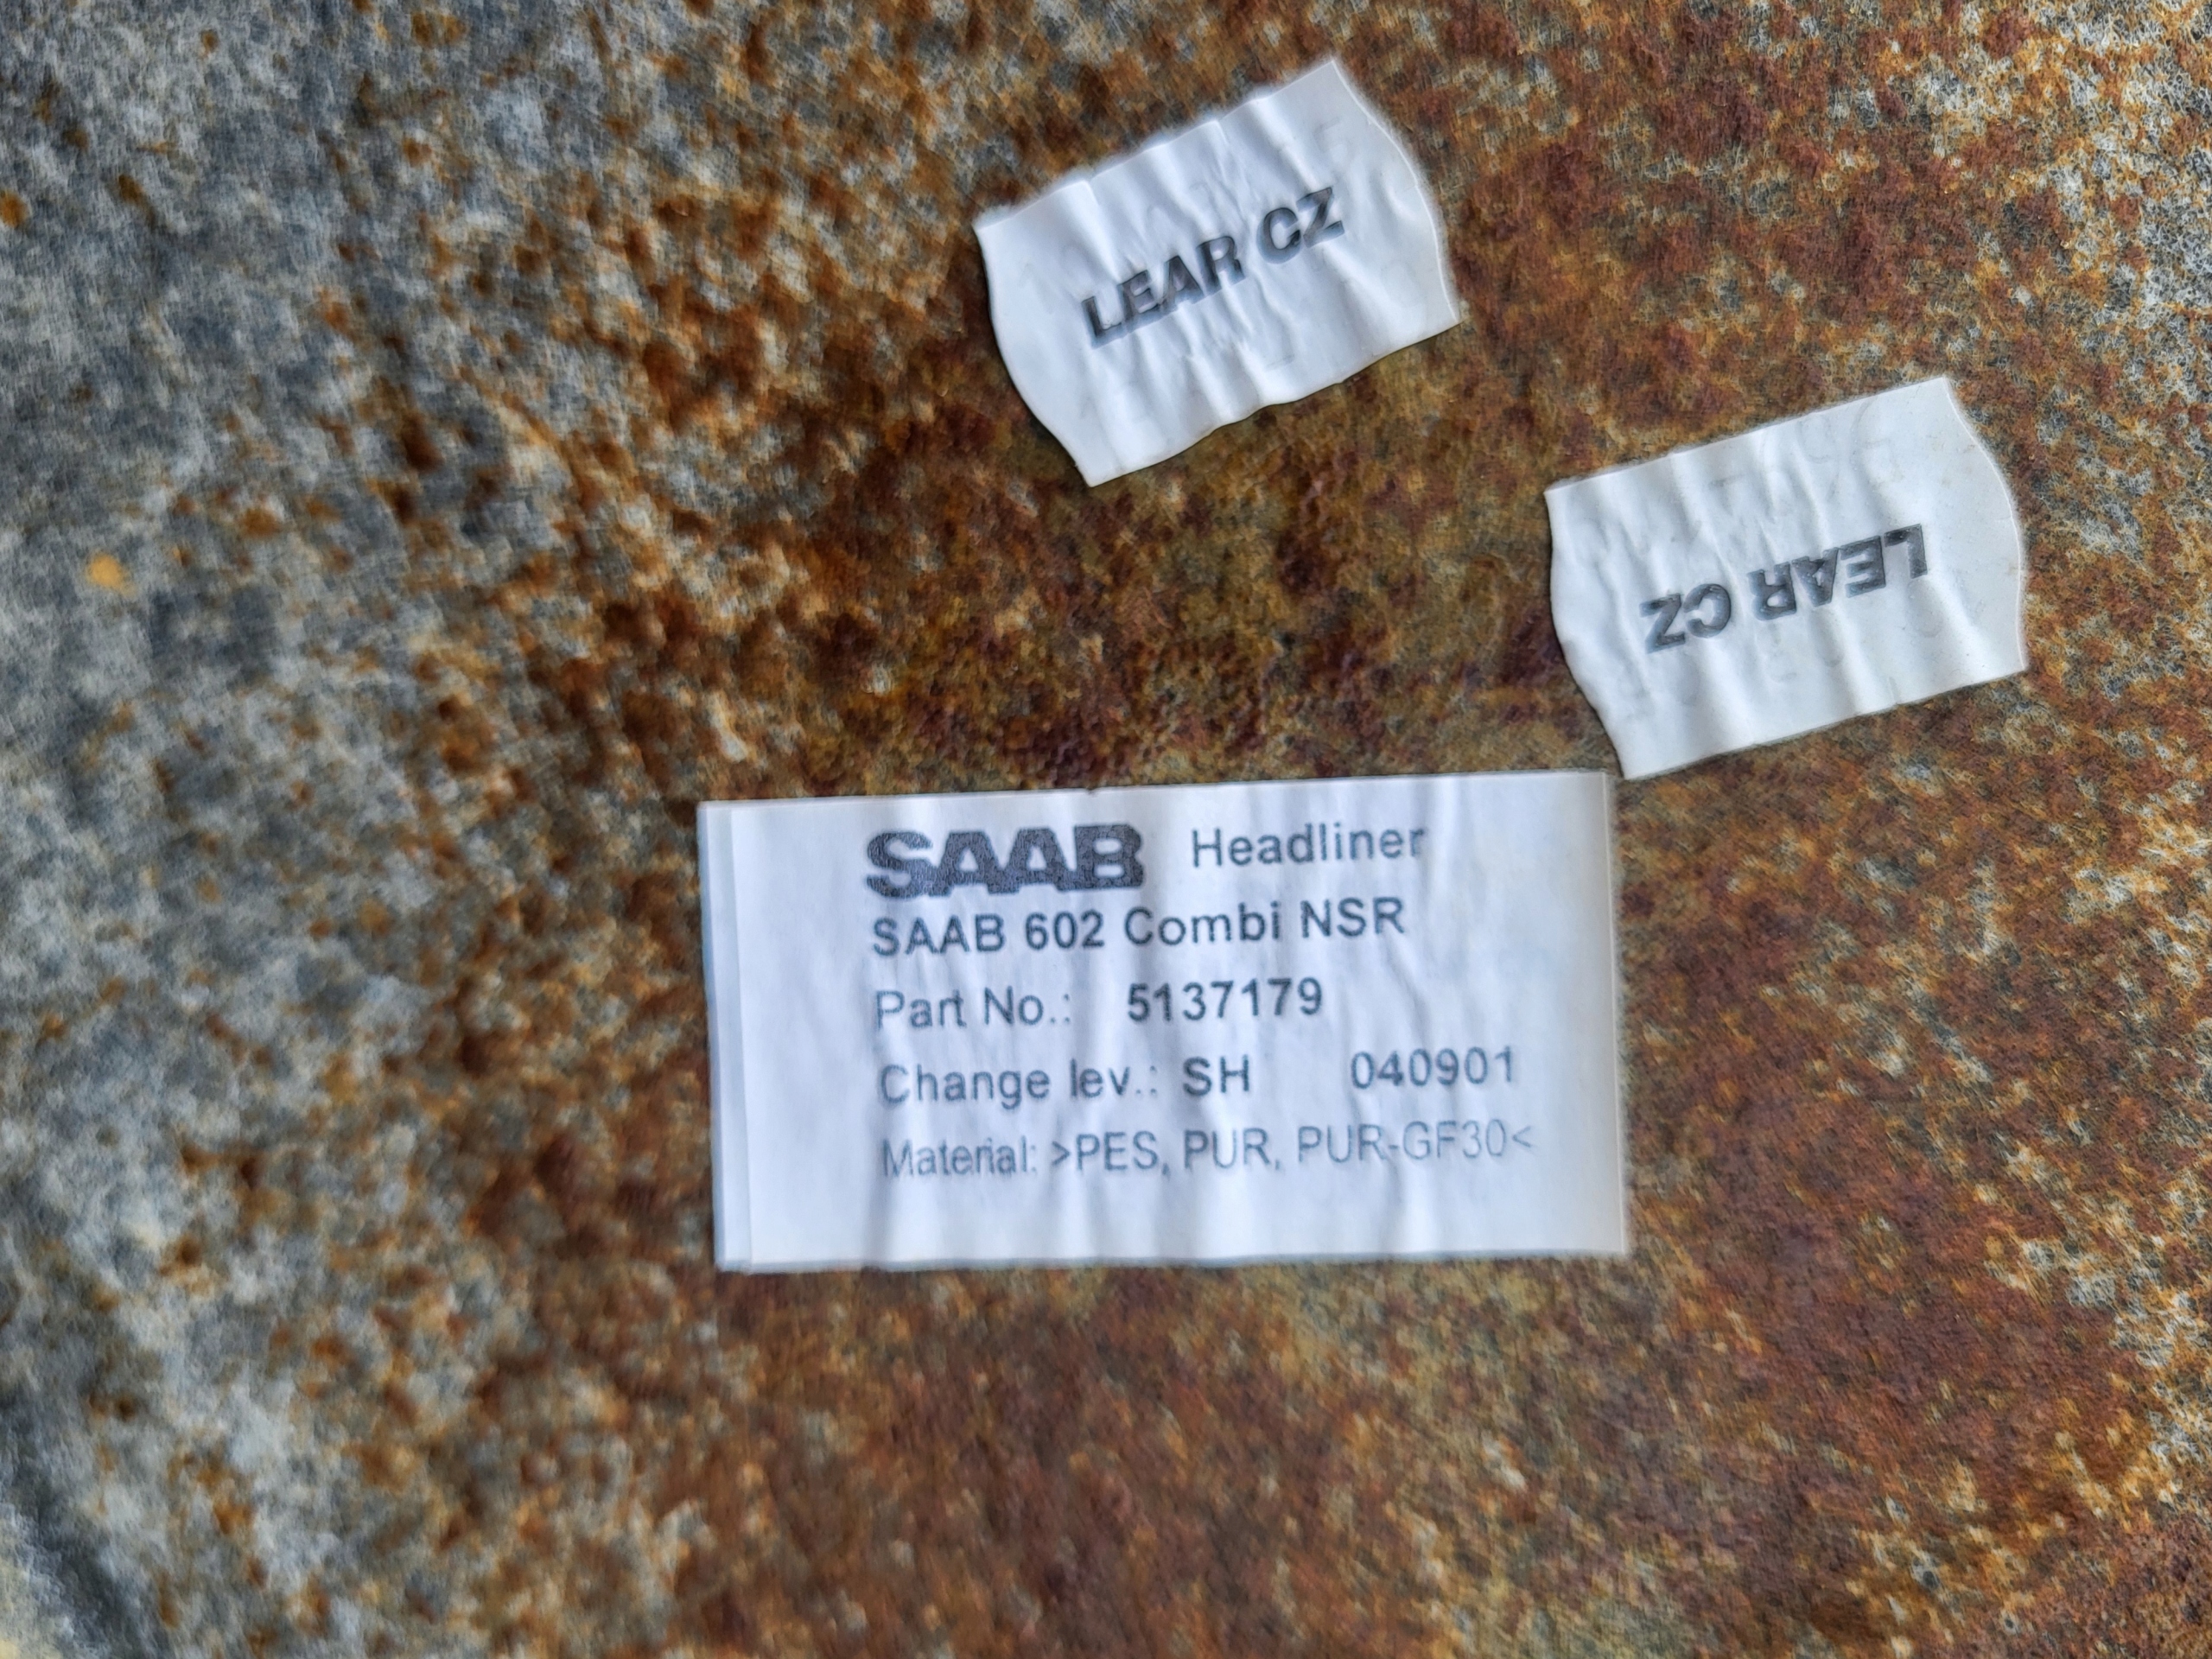 LEAR CZ
LEAR CZ
SAAB Headliner
SAAB 602 Combi NSR
Part No.: 5137179
Change lev.: SH 040901
Material: >PES, PUR, PUR-GF30<